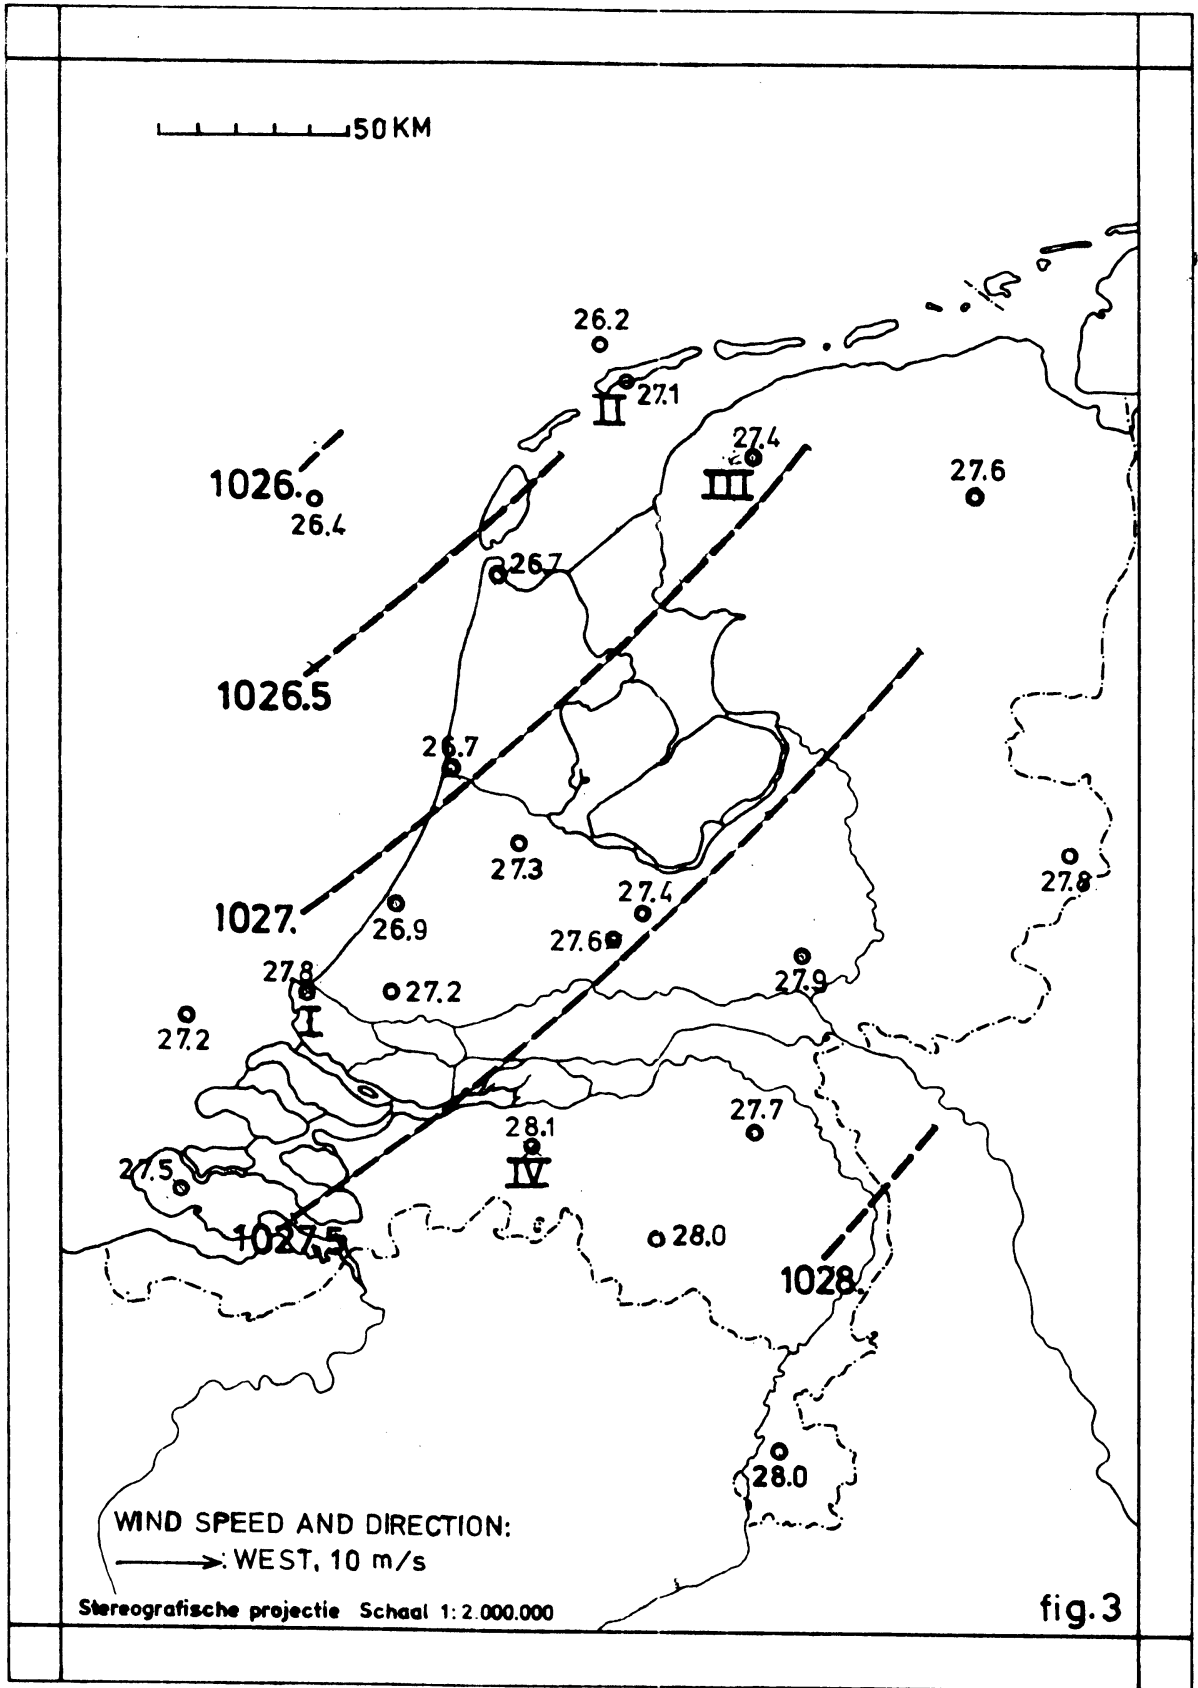 50 KM
26.2
27.1
II
27.4
III
27.6
1026.
26.4
26.7
1026.5
26.7
27.3
27.8
27.4
1027.
26.9
27.6
27.8
27.9
27.2
I
27.2
27.7
28.1
IV
27.5
1027.5
28.0
1028.
28.0
WIND SPEED AND DIRECTION:
: WEST, 10 m/s
Stereografische projectie Schaal 1: 2.000.000
fig. 3